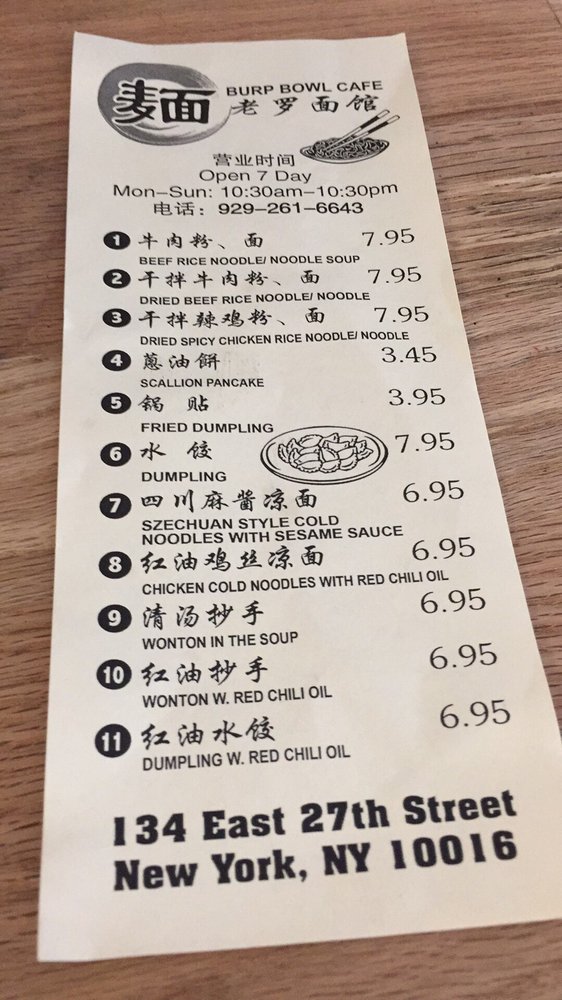 麵
BURP BOWL CAFE
老罗面馆
营业时间
Open 7 Day
Mon-Sun: 10:30am-10:30pm
电话：929-261-6643
1 牛肉粉、面 7.95
BEEF RICE NOODLE/ NOODLE SOUP
2 干拌牛肉粉、面 7.95
DRIED BEEF RICE NOODLE/ NOODLE
3 干拌辣鸡粉、面 7.95
DRIED SPICY CHICKEN RICE NOODLE/ NOODLE
4 蔥油餅 3.45
SCALLION PANCAKE
5 锅 贴 3.95
FRIED DUMPLING
6 水 饺 7.95
DUMPLING
7 四川麻酱凉面 6.95
SZECHUAN STYLE COLD
NOODLES WITH SESAME SAUCE
8 红油鸡丝凉面 6.95
CHICKEN COLD NOODLES WITH RED CHILI OIL
9 清汤抄手 6.95
WONTON IN THE SOUP
10 红油抄手 6.95
WONTON W. RED CHILI OIL
11 红油水饺 6.95
DUMPLING W. RED CHILI OIL
134 East 27th Street
New York, NY 10016